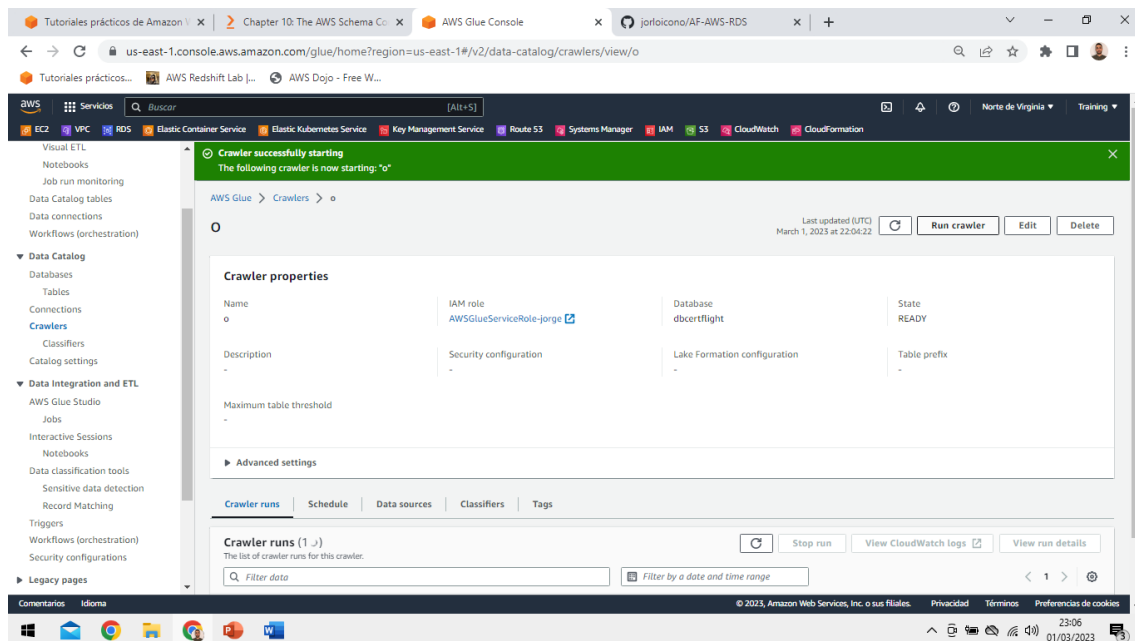 Tutoriales prácticos de Amazon
Chapter 10: The AWS Schema Co
AWS Glue Console
jorloicono/AF-AWS-RDS
us-east-1.console.aws.amazon.com/glue/home?region=us-east-1#/v2/data-catalog/crawlers/view/o
Tutoriales prácticos...
AWS Redshift Lab |...
AWS Dojo - Free W...
aws
Servicios
Buscar
[Alt+S]
Norte de Virginia
Training
EC2
VPC
RDS
Elastic Container Service
Elastic Kubernetes Service
Key Management Service
Route 53
Systems Manager
IAM
S3
CloudWatch
CloudFormation
Visual ETL
Notebooks
Job run monitoring
Data Catalog tables
Data connections
Workflows (orchestration)
Data Catalog
Databases
Tables
Connections
Crawlers
Classifiers
Catalog settings
Data Integration and ETL
AWS Glue Studio
Jobs
Interactive Sessions
Notebooks
Data classification tools
Sensitive data detection
Record Matching
Triggers
Workflows (orchestration)
Security configurations
Legacy pages
Crawler successfully starting
The following crawler is now starting: "o"
AWS Glue > Crawlers > o
o
Last updated (UTC)
March 1, 2023 at 22:04:22
Run crawler
Edit
Delete
Crawler properties
Name
o
IAM role
AWSGlueServiceRole-jorge
Database
dbcertflight
State
READY
Description
-
Security configuration
-
Lake Formation configuration
-
Table prefix
-
Maximum table threshold
-
Advanced settings
Crawler runs
Schedule
Data sources
Classifiers
Tags
Crawler runs (1)
The list of crawler runs for this crawler.
Stop run
View CloudWatch logs
View run details
Filter data
Filter by a date and time range
1
Comentarios
Idioma
© 2023, Amazon Web Services, Inc. o sus filiales.
Privacidad
Términos
Preferencias de cookies
23:06
01/03/2023
3